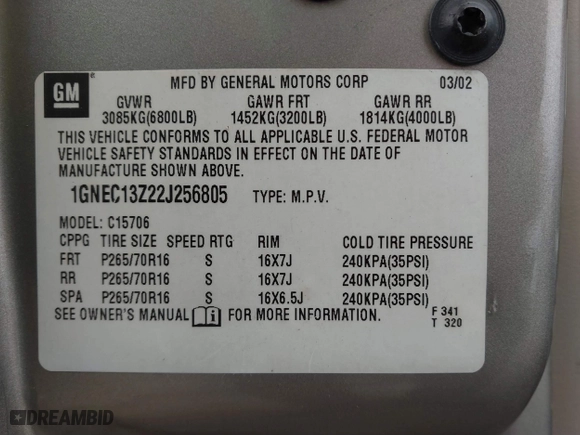 GM
MFD BY GENERAL MOTORS CORP 03/02
GVWR GAWR FRT GAWR RR
3085KG(6800LB) 1452KG(3200LB) 1814KG(4000LB)
THIS VEHICLE CONFORMS TO ALL APPLICABLE U.S. FEDERAL MOTOR
VEHICLE SAFETY STANDARDS IN EFFECT ON THE DATE OF
MANUFACTURE SHOWN ABOVE.
1GNEC13Z22J256805 TYPE: M.P.V.
MODEL: C15706
CPPG TIRE SIZE SPEED RTG RIM COLD TIRE PRESSURE
FRT P265/70R16 S 16X7J 240KPA(35PSI)
RR P265/70R16 S 16X7J 240KPA(35PSI)
SPA P265/70R16 S 16X6.5J 240KPA(35PSI)
SEE OWNER'S MANUAL FOR MORE INFORMATION.
F 341
T 320
DREAMBID